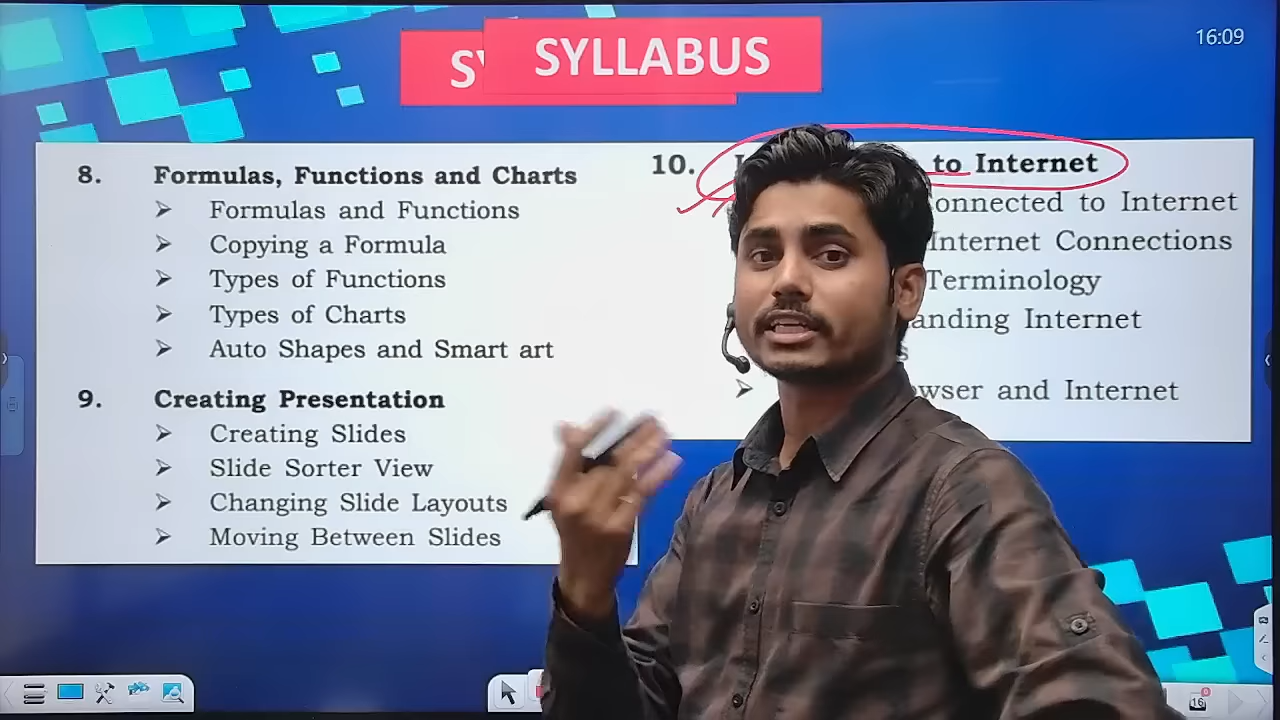 SYLLABUS
SY
16:09
8. Formulas, Functions and Charts
Formulas and Functions
Copying a Formula
Types of Functions
Types of Charts
Auto Shapes and Smart art
9. Creating Presentation
Creating Slides
Slide Sorter View
Changing Slide Layouts
Moving Between Slides
10. to Internet
onnected to Internet
Internet Connections
Terminology
anding Internet
s
wser and Internet
16